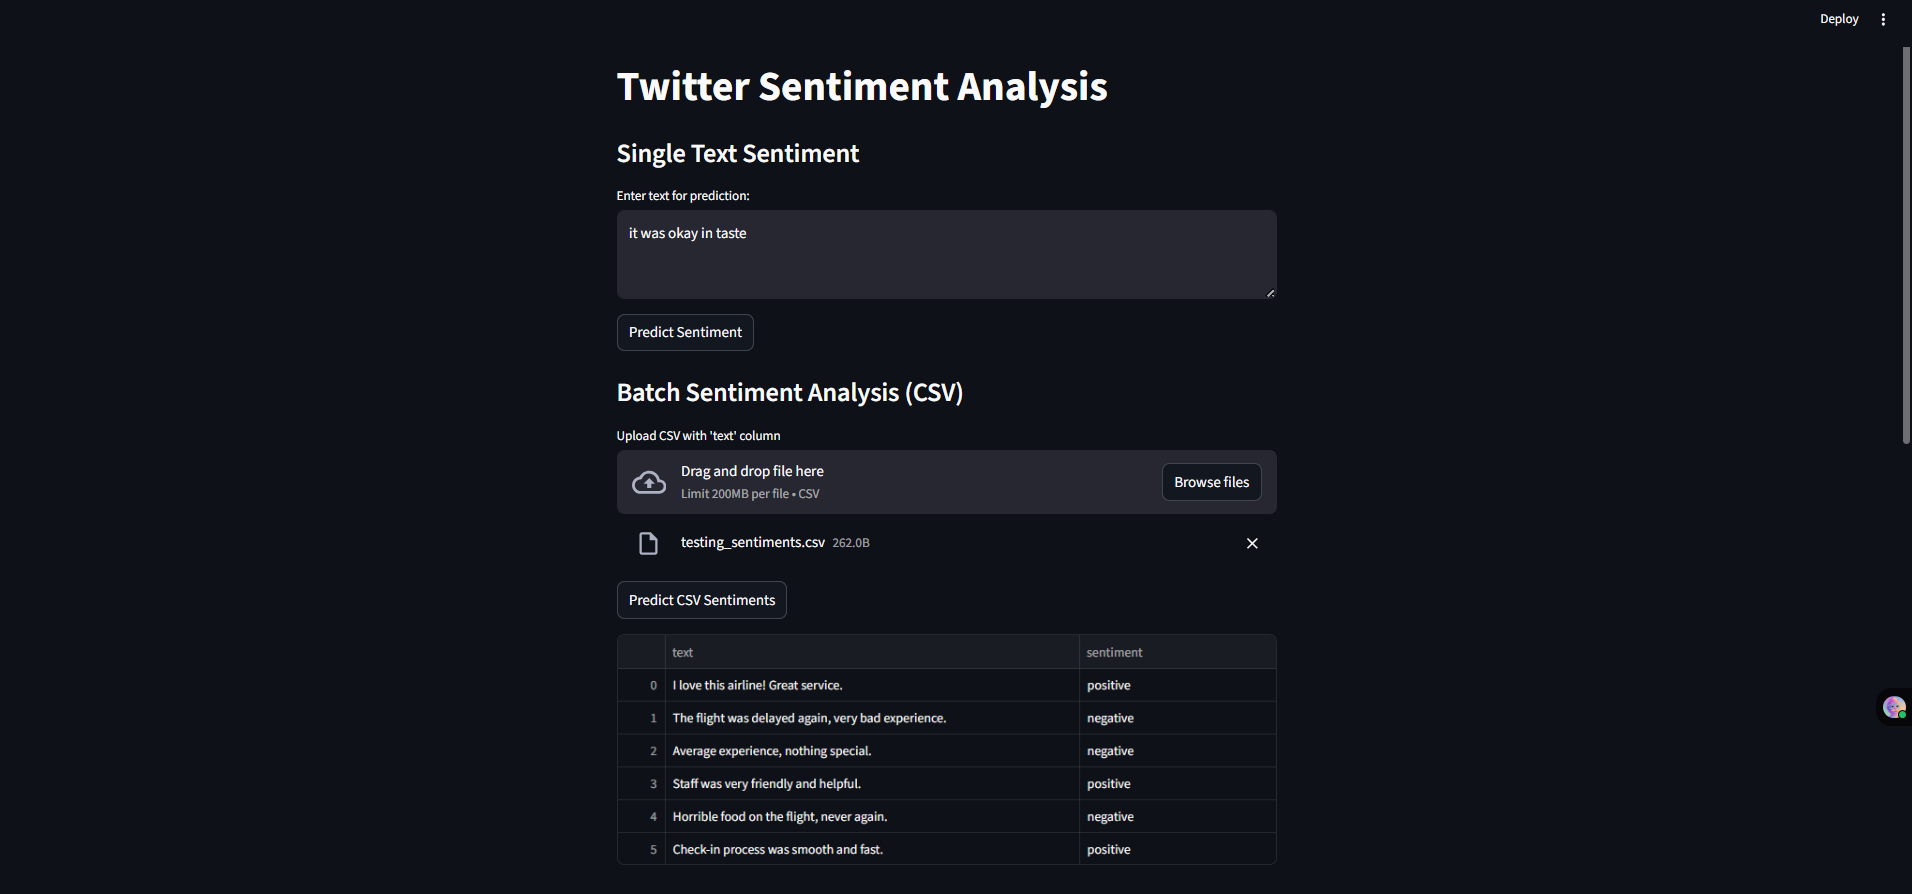 Deploy
Twitter Sentiment Analysis
Single Text Sentiment
Enter text for prediction:
it was okay in taste
Predict Sentiment
Batch Sentiment Analysis (CSV)
Upload CSV with 'text' column
Drag and drop file here
Limit 200MB per file • CSV
Browse files
testing_sentiments.csv 262.0B
Predict CSV Sentiments
text sentiment
0 I love this airline! Great service. positive
1 The flight was delayed again, very bad experience. negative
2 Average experience, nothing special. negative
3 Staff was very friendly and helpful. positive
4 Horrible food on the flight, never again. negative
5 Check-in process was smooth and fast. positive